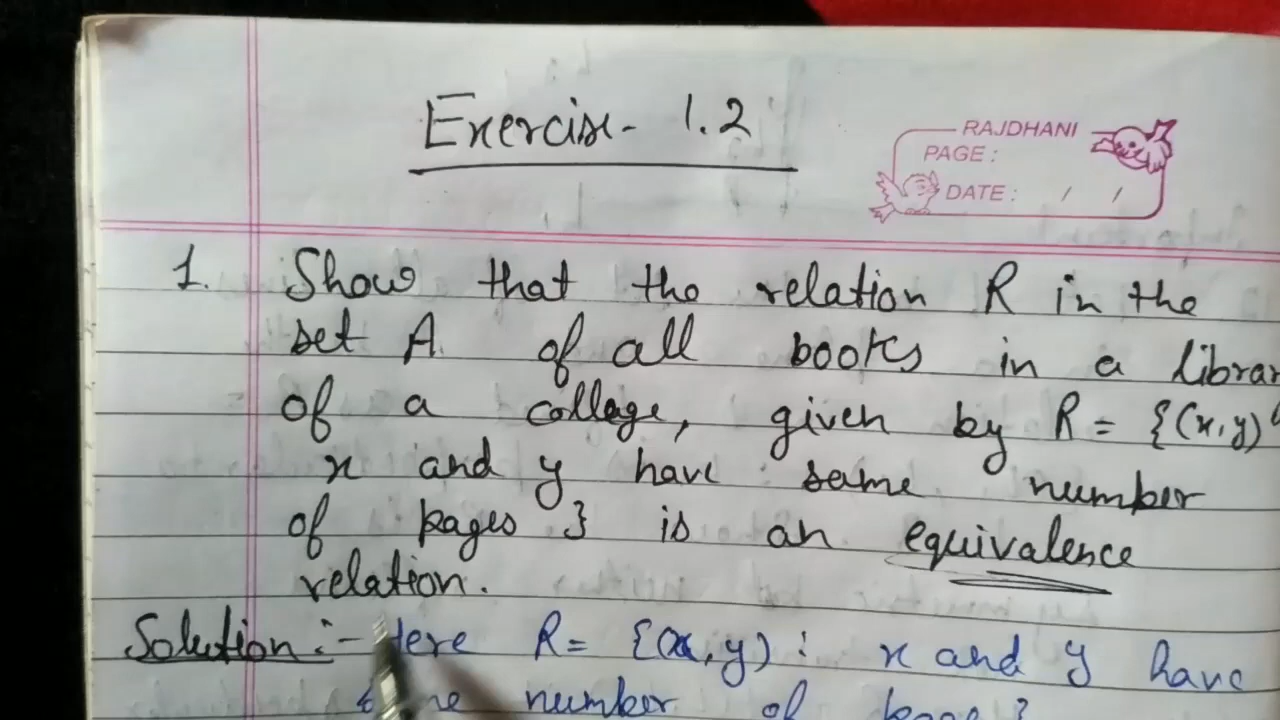 Exercise- 1.2
RAJDHANI
PAGE :
DATE : / /
1. Show that the relation R in the
set A. of all books in a librar
of a college, given by R = {(x,y)
x and y have same number
of pages } is an equivalence
relation.
Solution :- Here R = {(x, y) : x and y have
number of